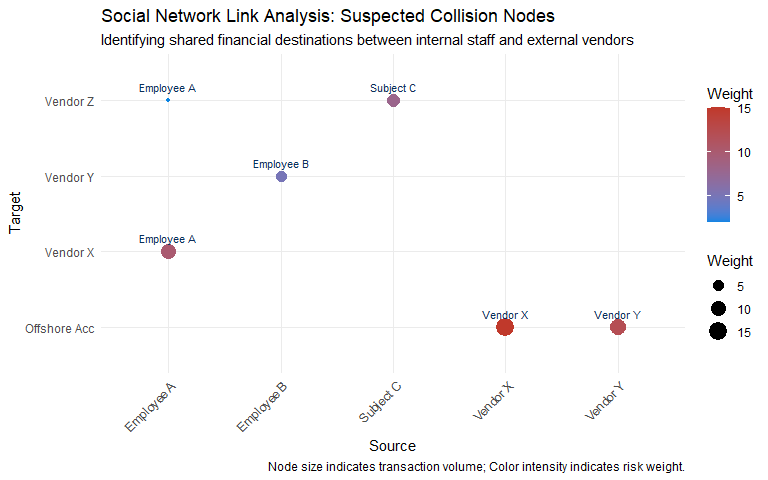 Social Network Link Analysis: Suspected Collision Nodes
Identifying shared financial destinations between internal staff and external vendors
Target
Vendor Z
Vendor Y
Vendor X
Offshore Acc
Employee A
Subject C
Employee B
Employee A
Vendor X
Vendor Y
Employee A
Employee B
Subject C
Vendor X
Vendor Y
Source
Node size indicates transaction volume; Color intensity indicates risk weight.
Weight
15
10
5
Weight
5
10
15